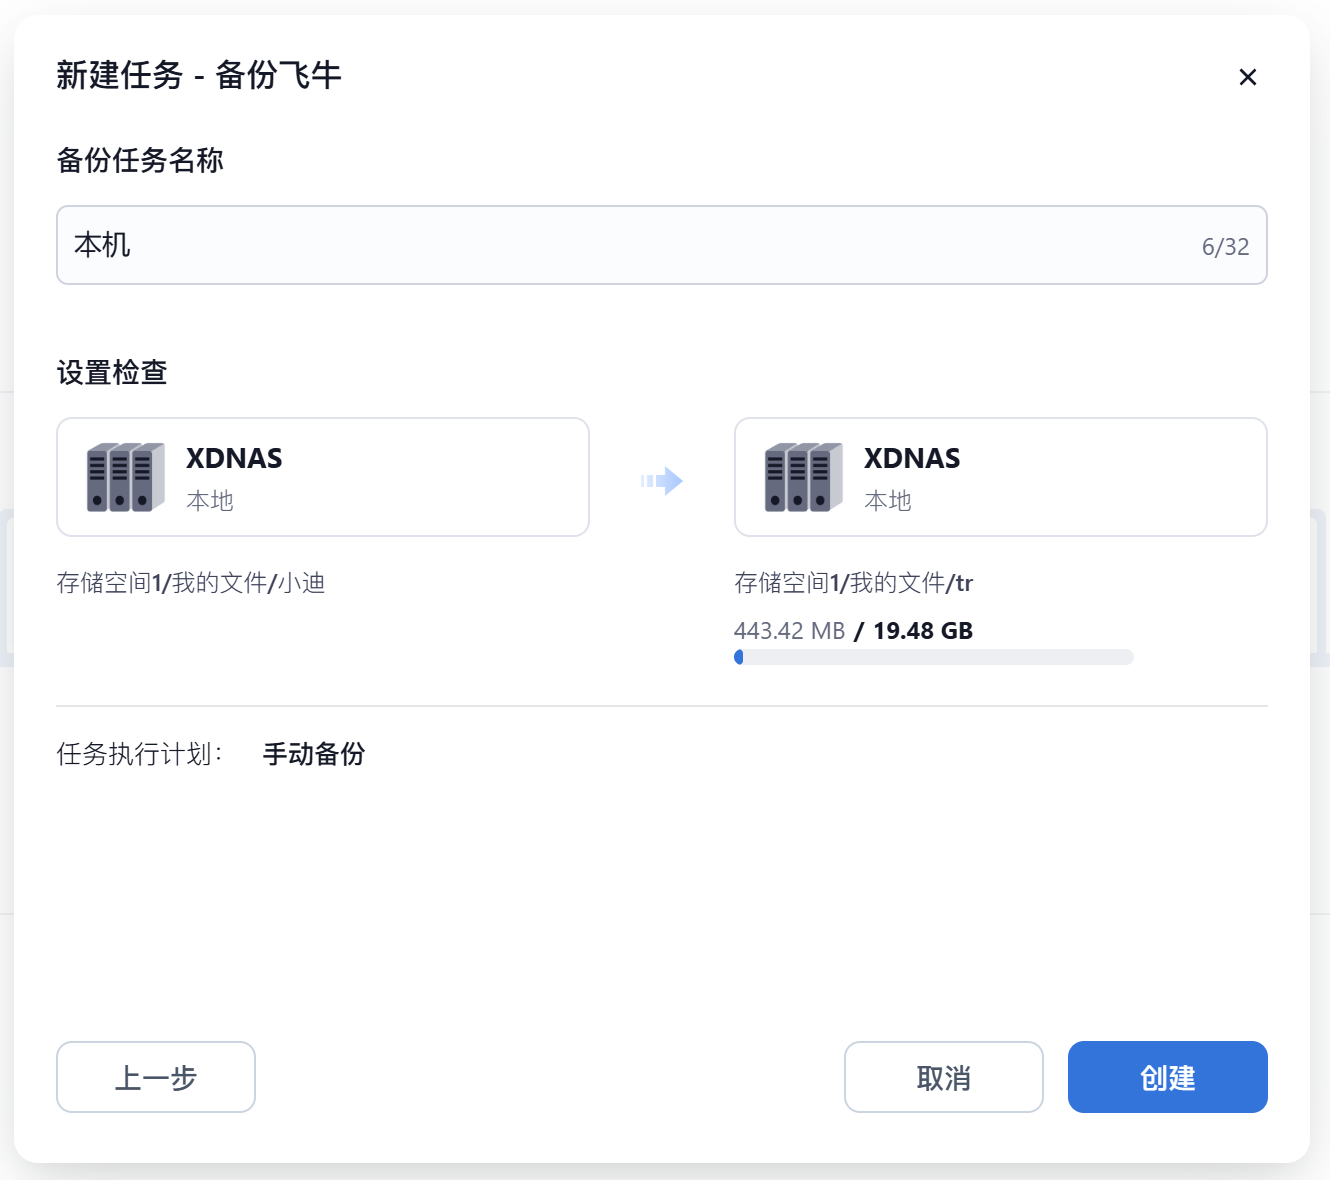 新建任务 - 备份飞牛
备份任务名称
本机
6/32
设置检查
XDNAS
本地
XDNAS
本地
存储空间1/我的文件/小迪
存储空间1/我的文件/tr
443.42 MB / 19.48 GB
任务执行计划： 手动备份
上一步
取消
创建